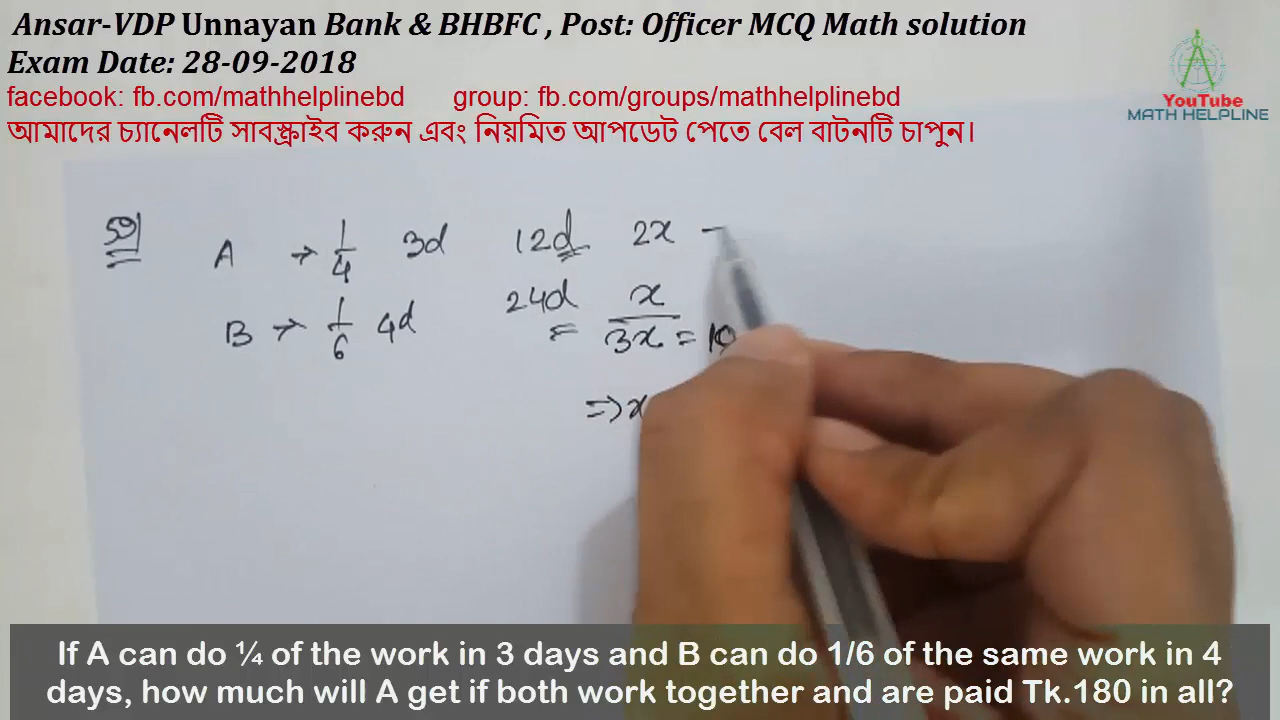 Ansar-VDP Unnayan Bank & BHBFC , Post: Officer MCQ Math solution
Exam Date: 28-09-2018
facebook: fb.com/mathhelplinebd group: fb.com/groups/mathhelplinebd
আমাদের চ্যানেলটি সাবস্ক্রাইব করুন এবং নিয়মিত আপডেট পেতে বেল বাটনটি চাপুন।
YouTube
MATH HELPLINE
A → 1/4 3d 12d 2x
B → 1/6 4d 24d x
= 3x =
⇒ x
If A can do ¼ of the work in 3 days and B can do 1/6 of the same work in 4
days, how much will A get if both work together and are paid Tk.180 in all?